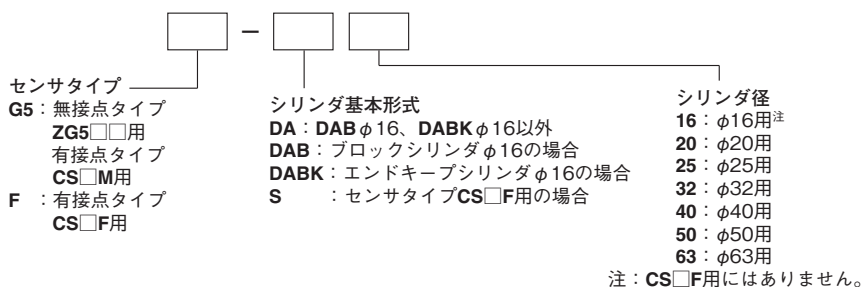 －
センサタイプ
G5：無接点タイプ
ZG5□□用
有接点タイプ
CS□M用
F ：有接点タイプ
CS□F用
シリンダ基本形式
DA：DABφ16、DABKφ16以外
DAB：ブロックシリンダφ16の場合
DABK：エンドキープシリンダφ16の場合
S ：センサタイプCS□F用の場合
シリンダ径
16：φ16用注
20：φ20用
25：φ25用
32：φ32用
40：φ40用
50：φ50用
63：φ63用
注：CS□F用にはありません。